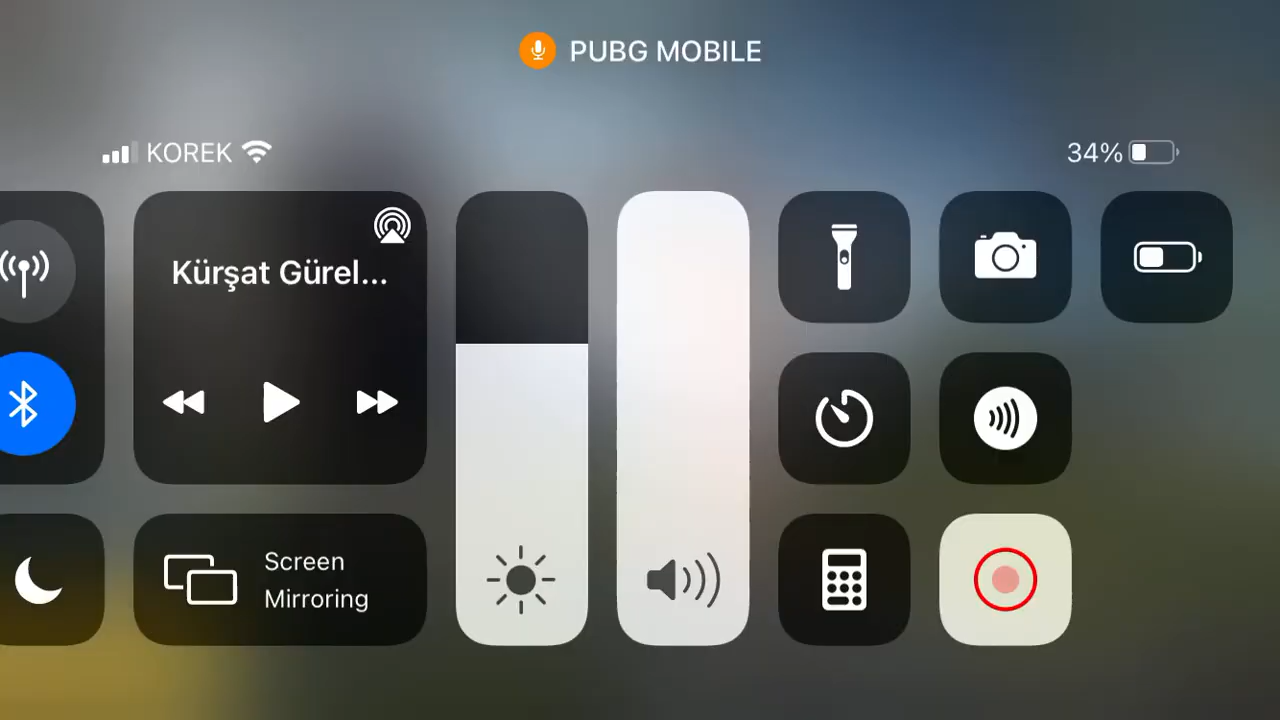 PUBG MOBILE
KOREK
34%
Kürşat Gürel...
Screen
Mirroring